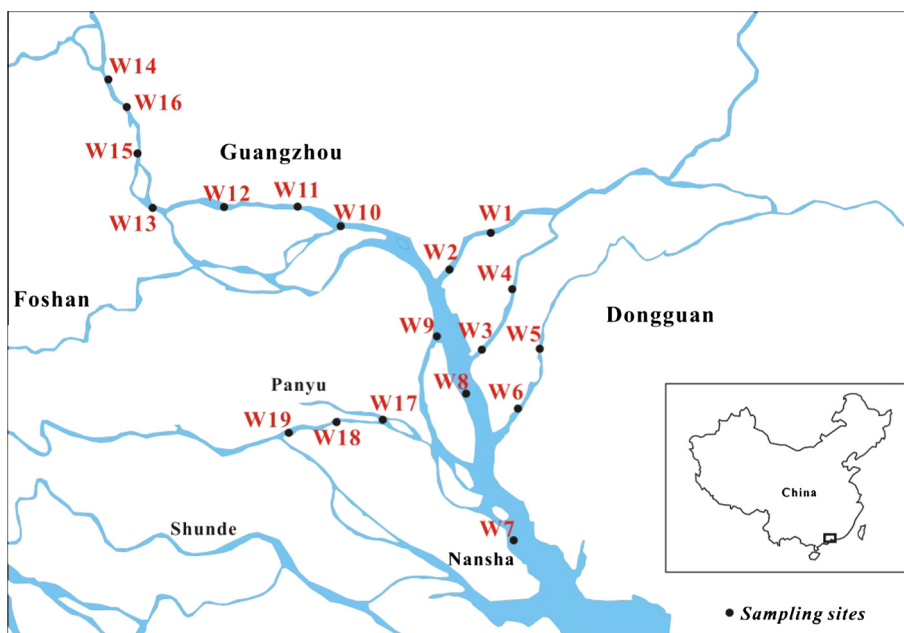 W14
W16
W15
Guangzhou
W13
W12
W11
W10
W1
W2
W4
Foshan
Dongguan
W9
W3
W5
W8
W6
Panyu
W17
W19
W18
China
Shunde
W7
Nansha
Sampling sites